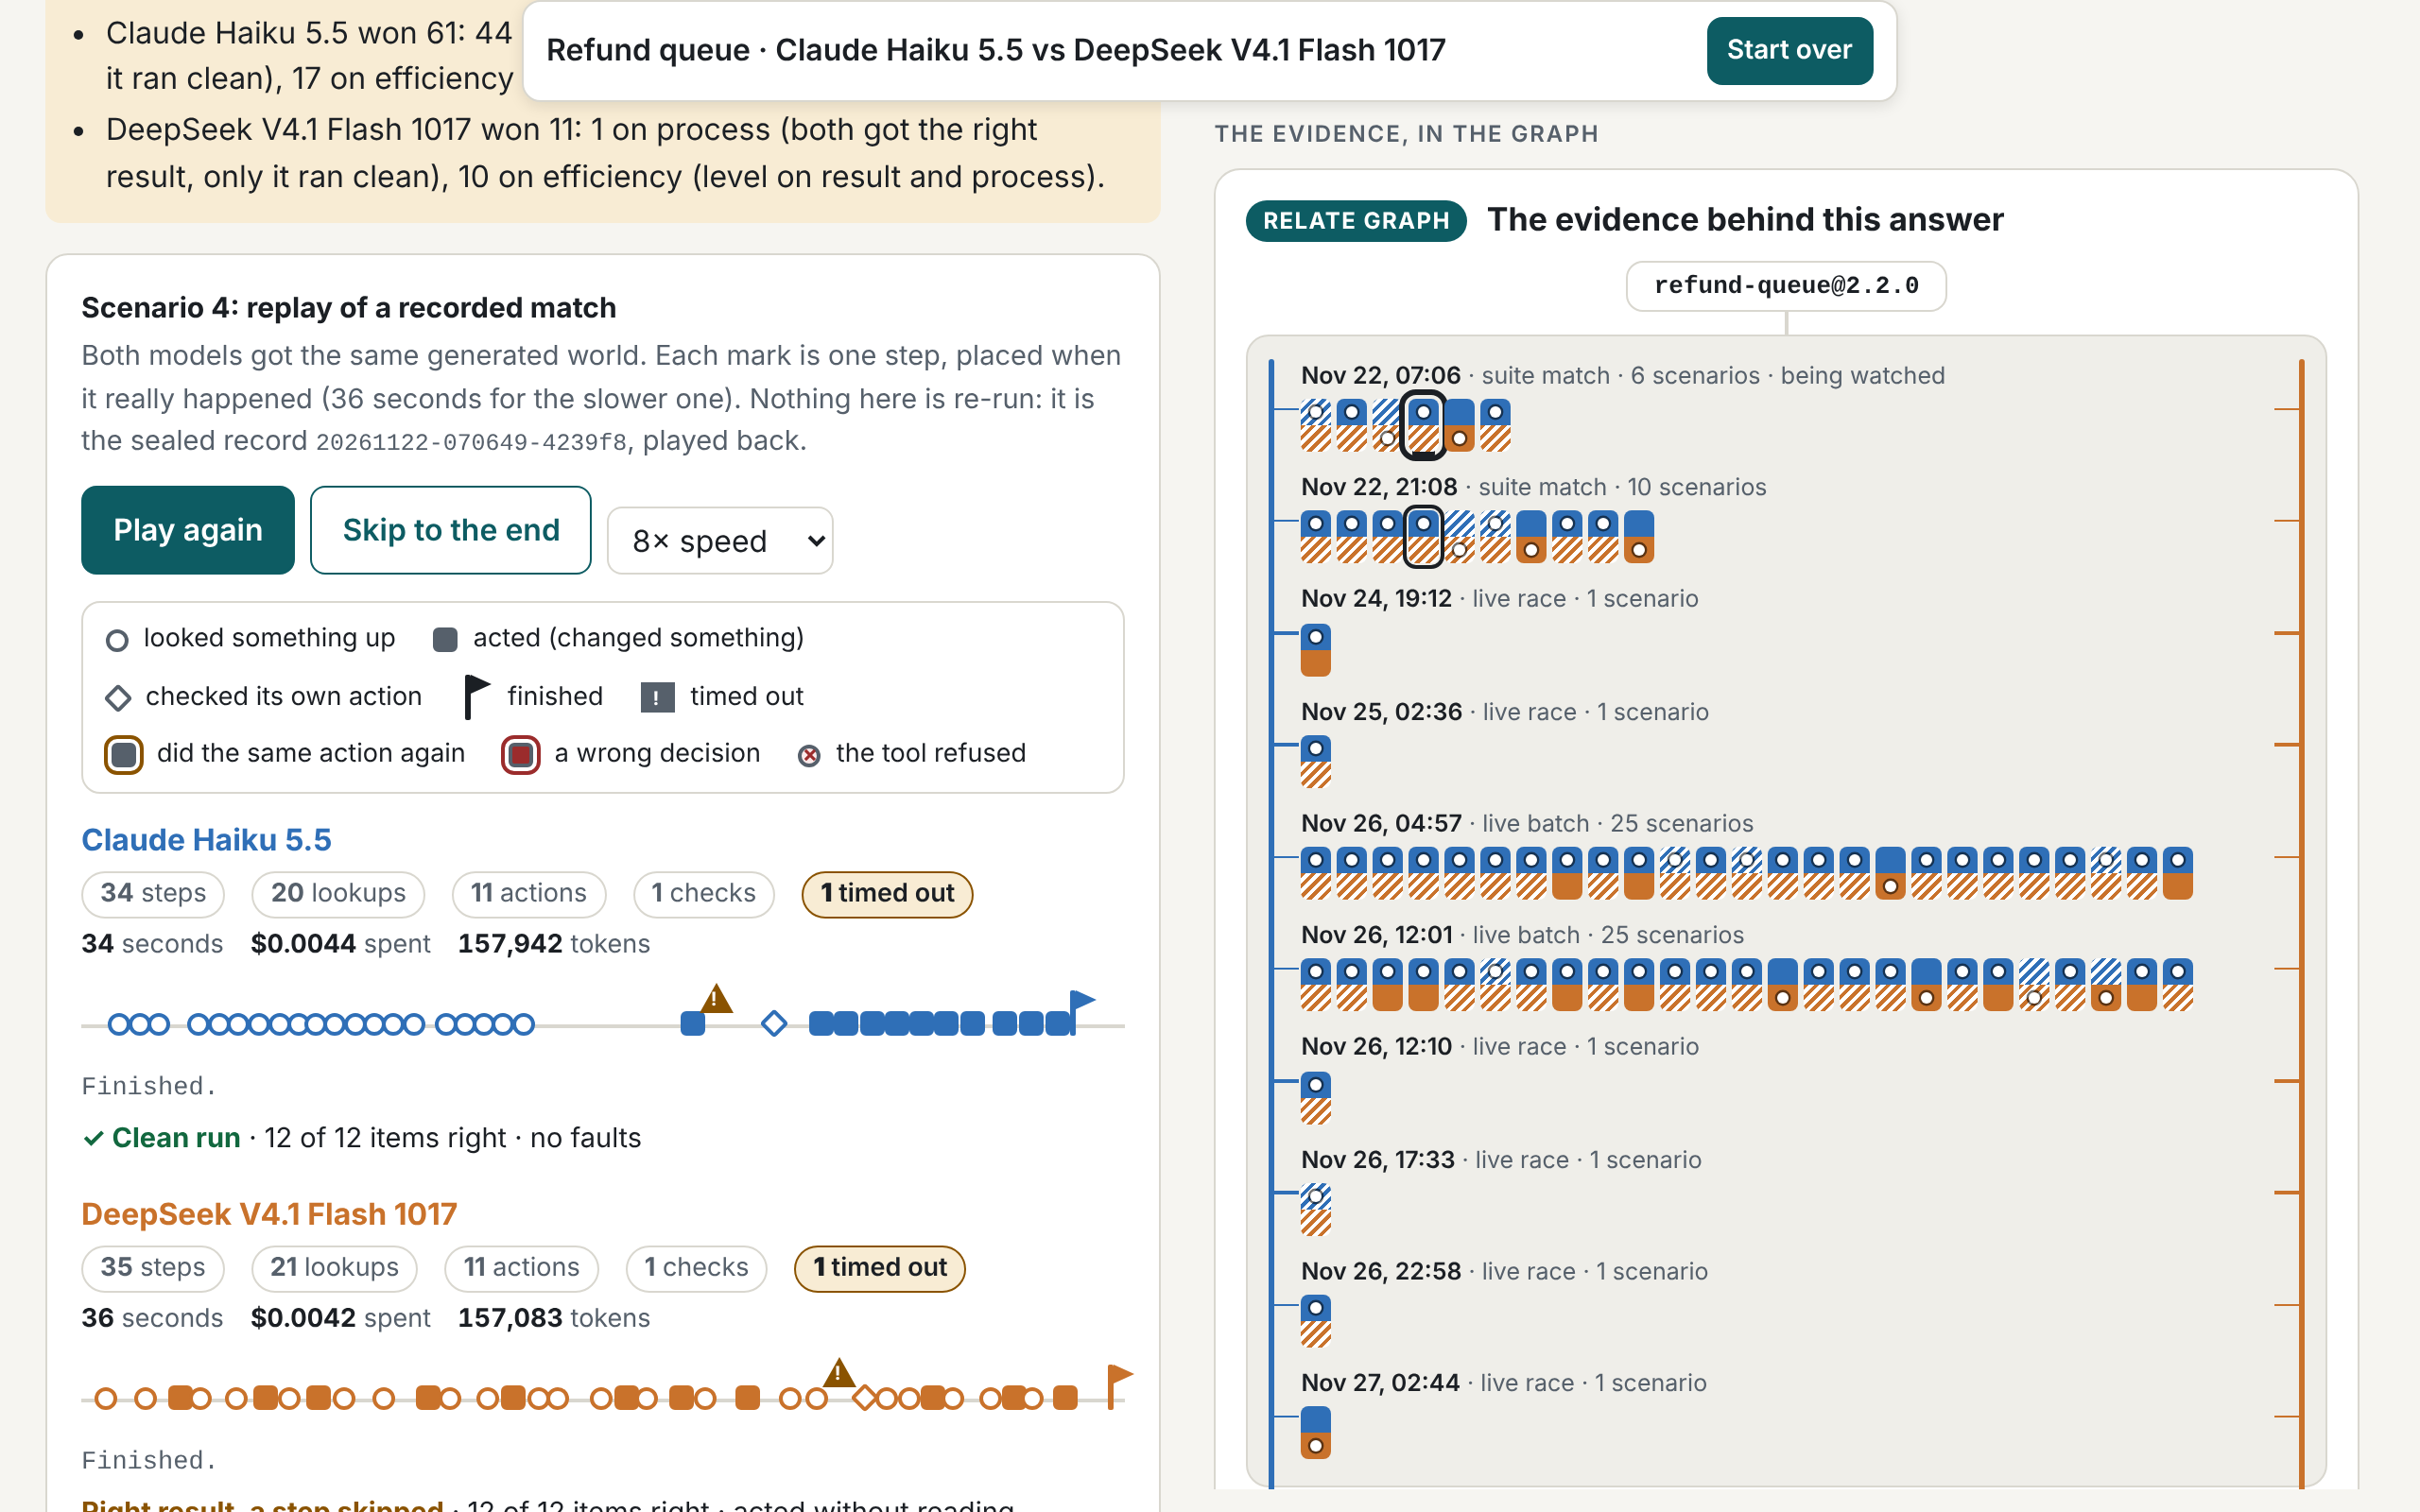 Claude Haiku 5.5 won 61: 44
it ran clean), 17 on efficiency
DeepSeek V4.1 Flash 1017 won 11: 1 on process (both got the right
result, only it ran clean), 10 on efficiency (level on result and process).
Refund queue · Claude Haiku 5.5 vs DeepSeek V4.1 Flash 1017
Start over
Scenario 4: replay of a recorded match
Both models got the same generated world. Each mark is one step, placed when
it really happened (36 seconds for the slower one). Nothing here is re-run: it is
the sealed record 20261122-070649-4239f8, played back.
Play again
Skip to the end
8× speed
looked something up
acted (changed something)
checked its own action
finished
! timed out
did the same action again
a wrong decision
the tool refused
Claude Haiku 5.5
34 steps
20 lookups
11 actions
1 checks
1 timed out
34 seconds $0.0044 spent 157,942 tokens
!
Finished.
✓ Clean run · 12 of 12 items right · no faults
DeepSeek V4.1 Flash 1017
35 steps
21 lookups
11 actions
1 checks
1 timed out
36 seconds $0.0042 spent 157,083 tokens
!
Finished.
Right result, a step skipped · 12 of 12 items right · acted without reading
THE EVIDENCE, IN THE GRAPH
RELATE GRAPH
The evidence behind this answer
refund-queue@2.2.0
Nov 22, 07:06 · suite match · 6 scenarios · being watched
Nov 22, 21:08 · suite match · 10 scenarios
Nov 24, 19:12 · live race · 1 scenario
Nov 25, 02:36 · live race · 1 scenario
Nov 26, 04:57 · live batch · 25 scenarios
Nov 26, 12:01 · live batch · 25 scenarios
Nov 26, 12:10 · live race · 1 scenario
Nov 26, 17:33 · live race · 1 scenario
Nov 26, 22:58 · live race · 1 scenario
Nov 27, 02:44 · live race · 1 scenario